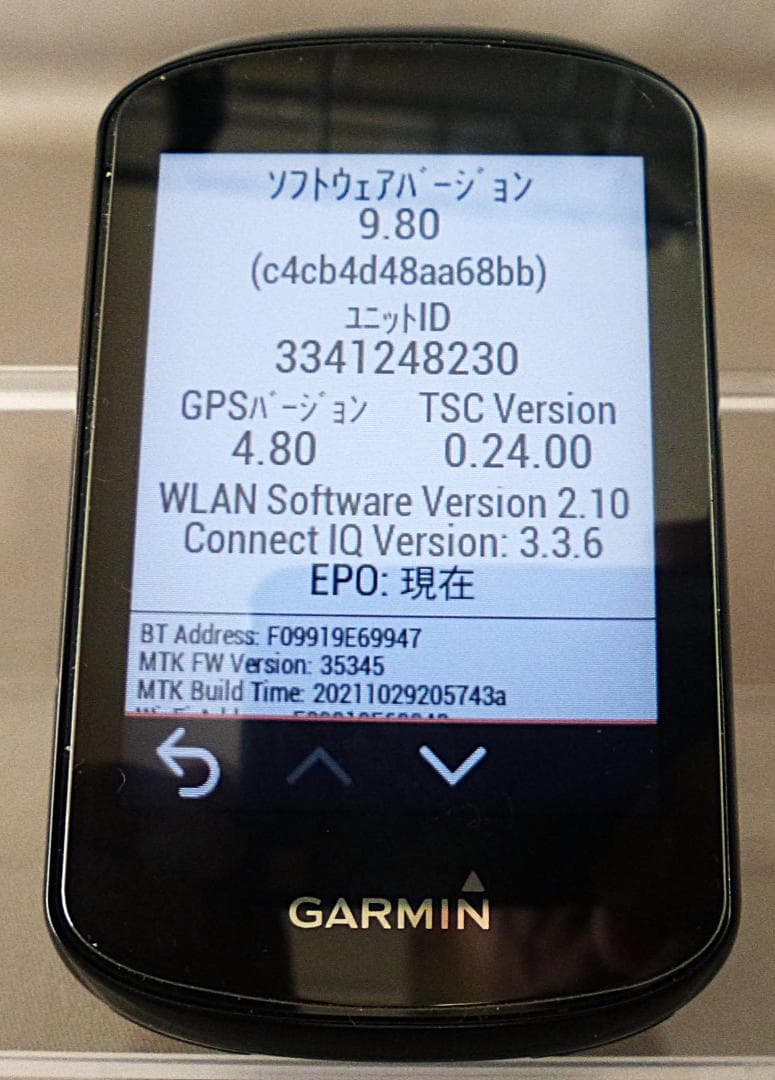 ソフトウェアバージョン
9.80
(c4cb4d48aa68bb)
ユニットID
3341248230
GPSバージョン TSC Version
4.80 0.24.00
WLAN Software Version 2.10
Connect IQ Version: 3.3.6
EPO: 現在
BT Address: F09919E69947
MTK FW Version: 35345
MTK Build Time: 20211029205743a
GARMIN